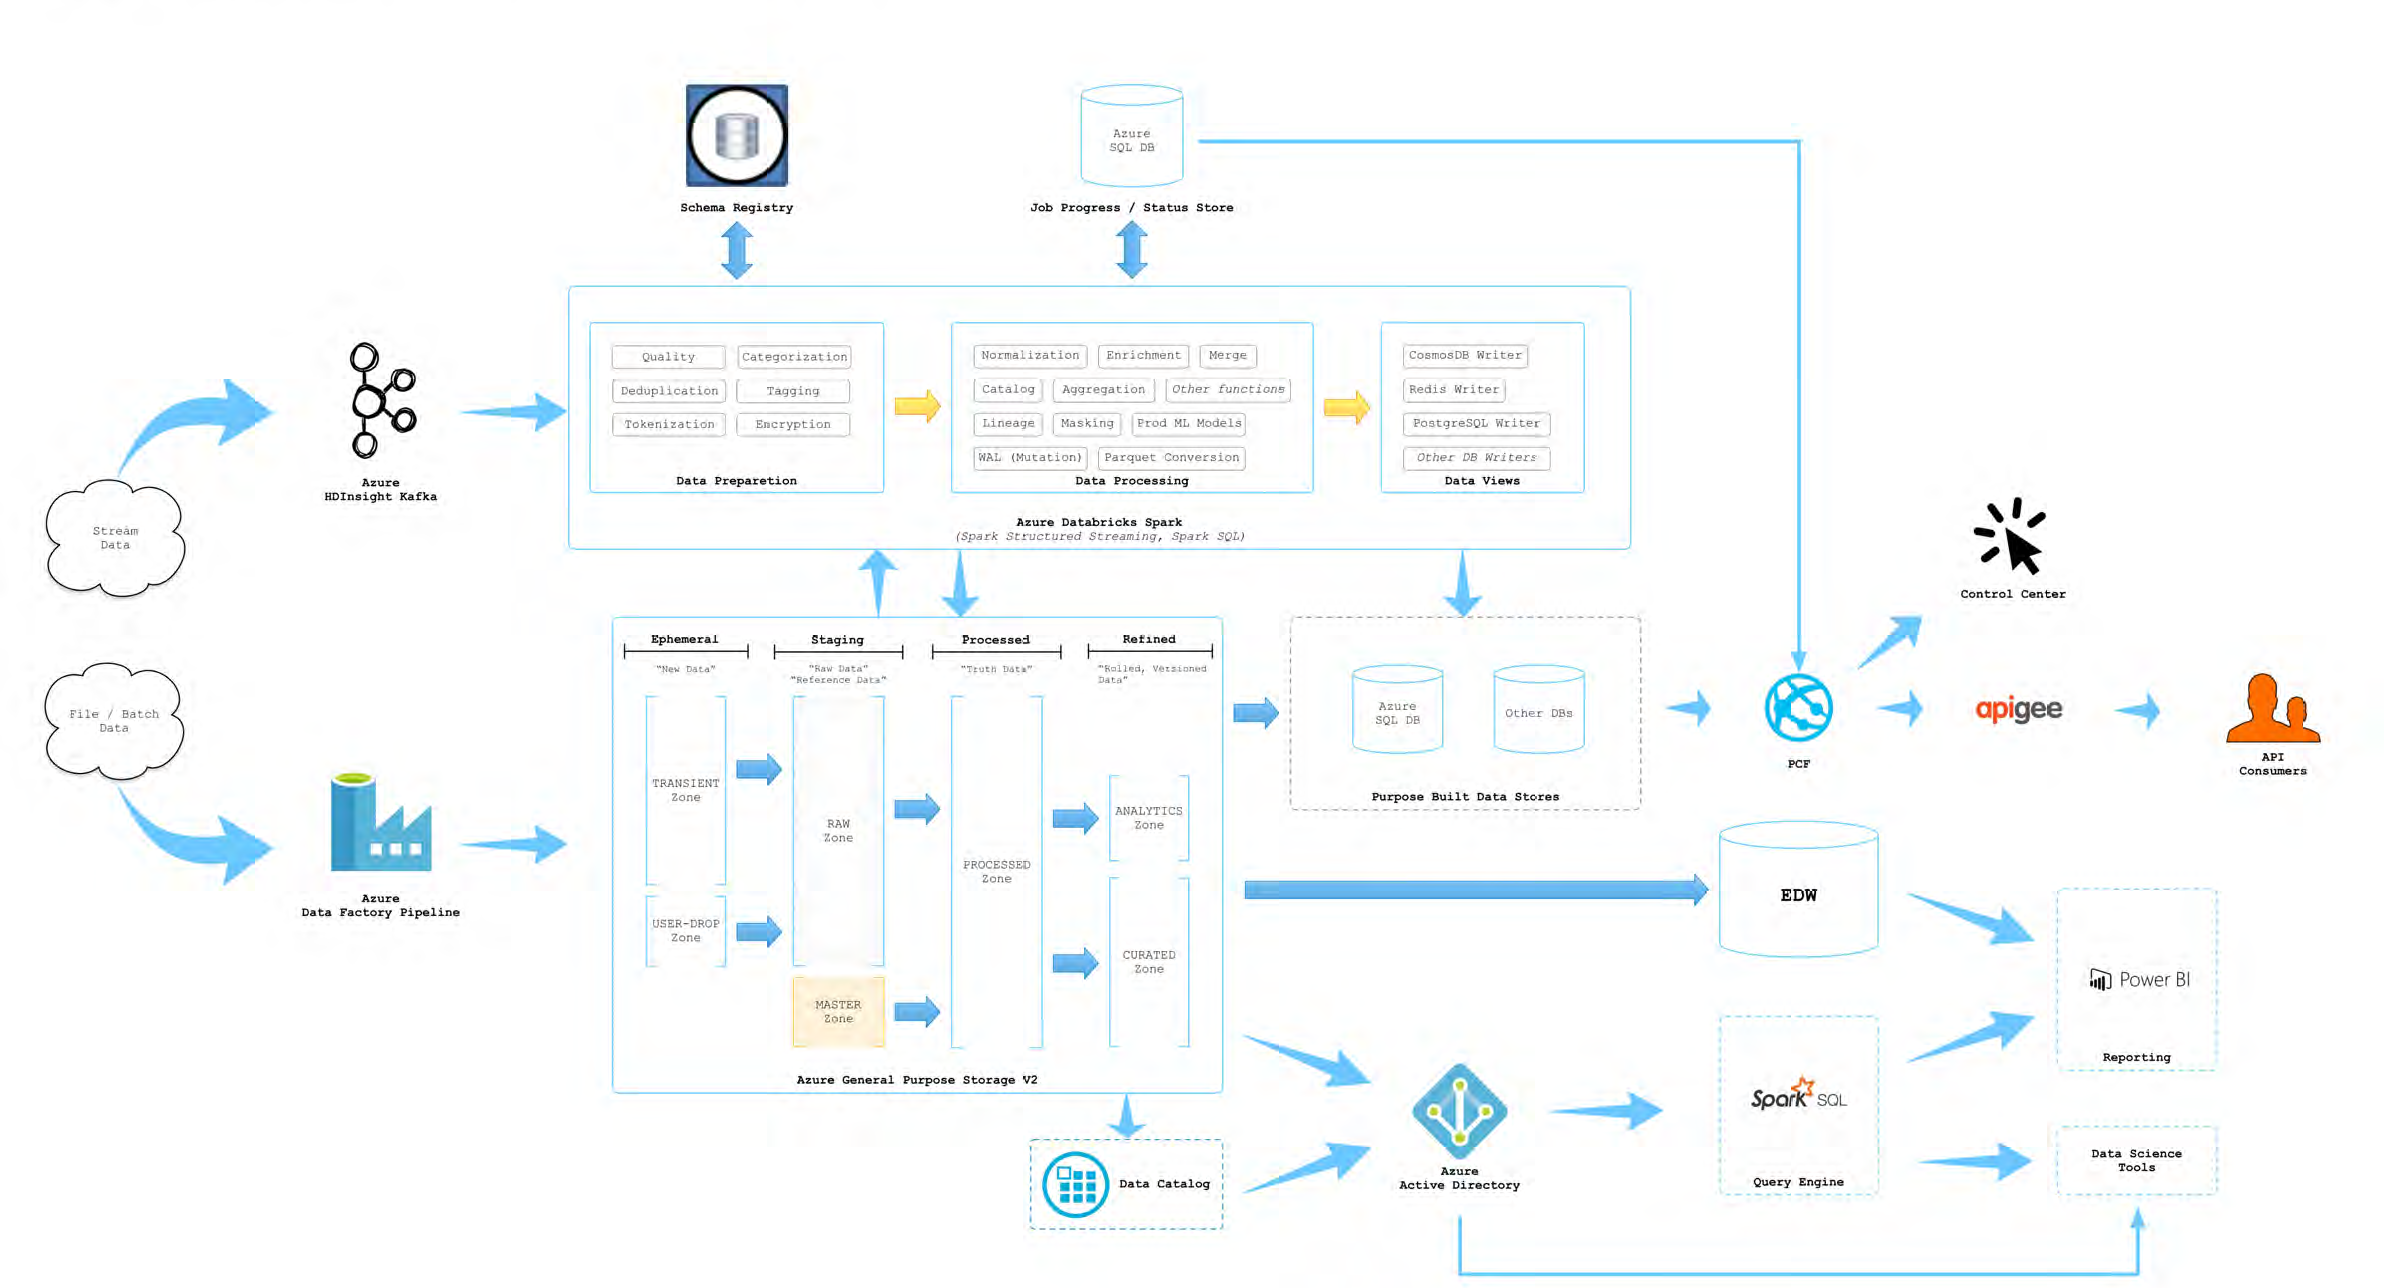 Azure
SQL DB
Schema Registry
Job Progress / Status Store
Quality
Categorization
Deduplication
Tagging
Tokenization
Encryption
Data Preparetion
Normalization
Enrichment
Merge
Catalog
Aggregation
Other functions
Lineage
Masking
Prod ML Models
WAL (Mutation)
Parquet Conversion
Data Processing
CosmosDB Writer
Redis Writer
PostgreSQL Writer
Other DB Writers
Data Views
Azure Databricks Spark
(Spark Structured Streaming, Spark SQL)
Azure
HDInsight Kafka
Stream
Data
File / Batch
Data
Azure
Data Factory Pipeline
Ephemeral
"New Data"
Staging
"Raw Data"
"Reference Data"
Processed
"Truth Data"
Refined
"Rolled, Versioned
Data"
TRANSIENT
Zone
USER-DROP
Zone
RAW
Zone
MASTER
Zone
PROCESSED
Zone
ANALYTICS
Zone
CURATED
Zone
Azure General Purpose Storage V2
Azure
SQL DB
Other DBs
Purpose Built Data Stores
PCF
Control Center
apigee
API
Consumers
EDW
Power BI
Reporting
Spark SQL
Query Engine
Data Science
Tools
Azure
Active Directory
Data Catalog